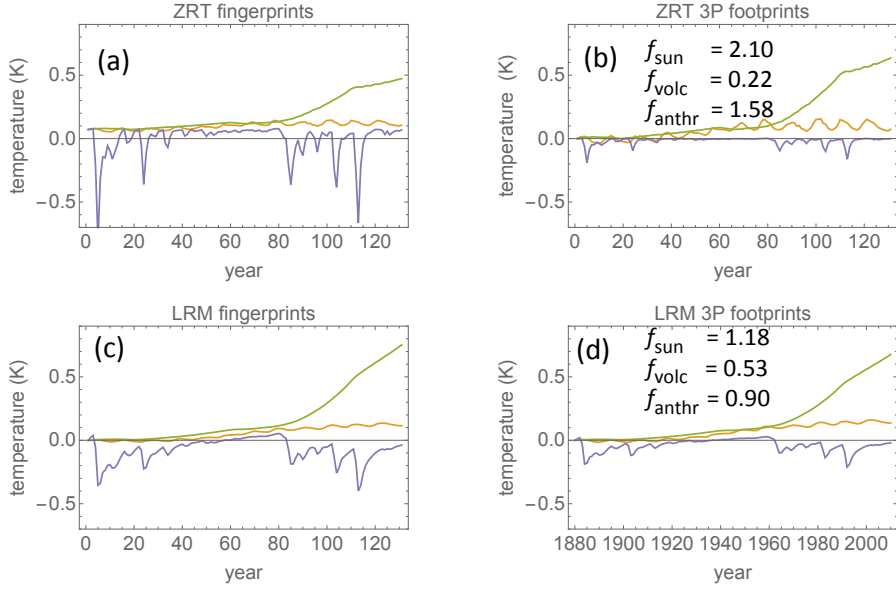 ZRT fingerprints
(a)
temperature (K)
0.5
0.0
−0.5
0 20 40 60 80 100 120
year
ZRT 3P footprints
(b)
f_sun = 2.10
f_volc = 0.22
f_anthr = 1.58
temperature (K)
0.5
0.0
−0.5
0 20 40 60 80 100 120
year
LRM fingerprints
(c)
temperature (K)
0.5
0.0
−0.5
0 20 40 60 80 100 120
year
LRM 3P footprints
(d)
f_sun = 1.18
f_volc = 0.53
f_anthr = 0.90
temperature (K)
0.5
0.0
−0.5
1880 1900 1920 1940 1960 1980 2000
year